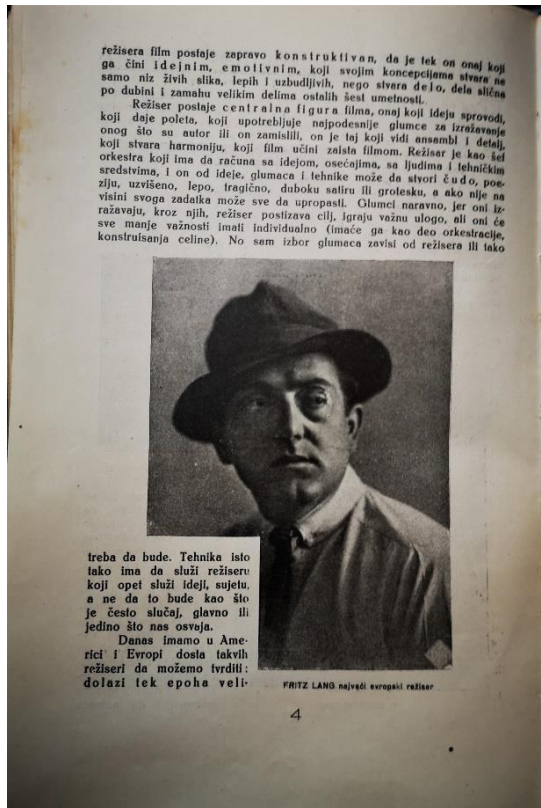 režisera film postaje zapravo konstruktivan, da je tek on onaj koji
ga čini idejnim, emotivnim, koji svojim koncepcijama stvara ne
samo niz živih slika, lepih i uzbudljivih, nego stvara delo, dela slična
po dubini i zamahu velikim delima ostalih šest umetnosti.
Režiser postaje centralna figura filma, onaj koji ideju sprovodi,
koji daje poleta, koji upotrebljuje najpodesnije glumce za izražavanje
onog što su autor ili on zamislili, on je taj koji vidi ansambl i detalj,
koji stvara harmoniju, koji film učini zaista filmom. Režisar je kao šef
orkestra koji ima da računa sa idejom, osećajima, sa ljudima i tehničkim
sredstvima, i on od ideje, glumaca i tehnike može da stvori čudo, poe-
ziju, uzvišeno, lepo, tragično, duboku satiru ili grotesku, a ako nije na
visini svoga zadatka može sve da upropasti. Glumci naravno, jer oni iz-
ražavaju, kroz njih, režiser postizava cilj, igraju važnu ulogo, ali oni će
sve manje važnosti imati individualno (imaće ga kao deo orkestracije,
konstruisanja celine). No sam izbor glumaca zavisi od režisera ili tako
treba da bude. Tehnika isto
tako ima da služi režiseru
koji opet služi ideji, sujetu,
a ne da to bude kao što
je često slučaj, glavno ili
jedino što nas osvaja.
Danas imamo u Ame-
rici i Evropi dosta takvih
režiseri da možemo tvrditi:
dolazi tek epoha veli-
FRITZ LANG najveći evropski režiser
4